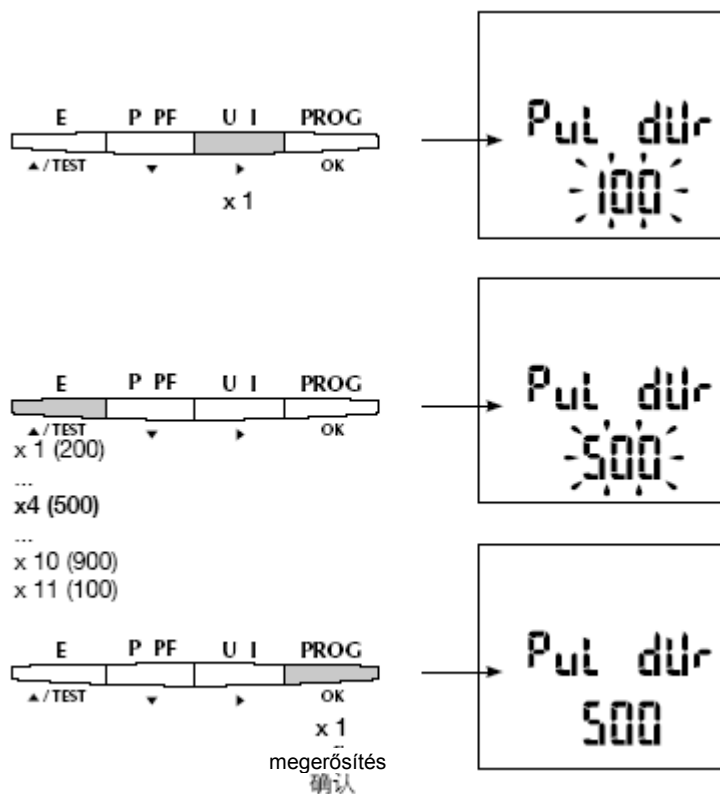 E P PF U I PROG
▲/TEST ▼ ► OK
x 1
Pul dUr
100
E P PF U I PROG
▲/TEST ▼ ► OK
x 1 (200)
...
x4 (500)
...
x 10 (900)
x 11 (100)
Pul dUr
500
E P PF U I PROG
▲/TEST ▼ ► OK
x 1
megerősítés
确认
Pul dUr
500